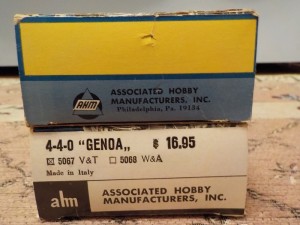 AHM
ASSOCIATED HOBBY
MANUFACTURERS, INC.
Philadelphia, Pa. 19134
4-4-0 "GENOA„ $ 16.95
5067 V&T 5068 W&A
Made in Italy
ahm
ASSOCIATED HOBBY
MANUFACTURERS, INC.